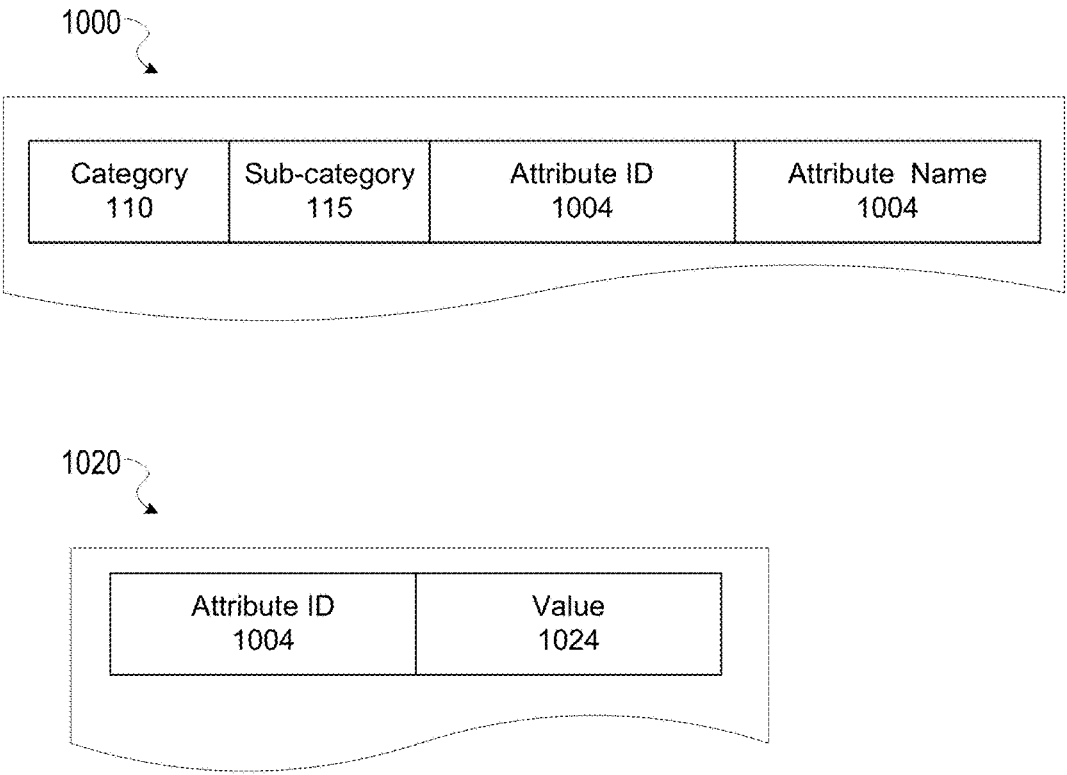 1000
Category Sub-category Attribute ID Attribute Name
110 115 1004 1004
1020
Attribute ID Value
1004 1024